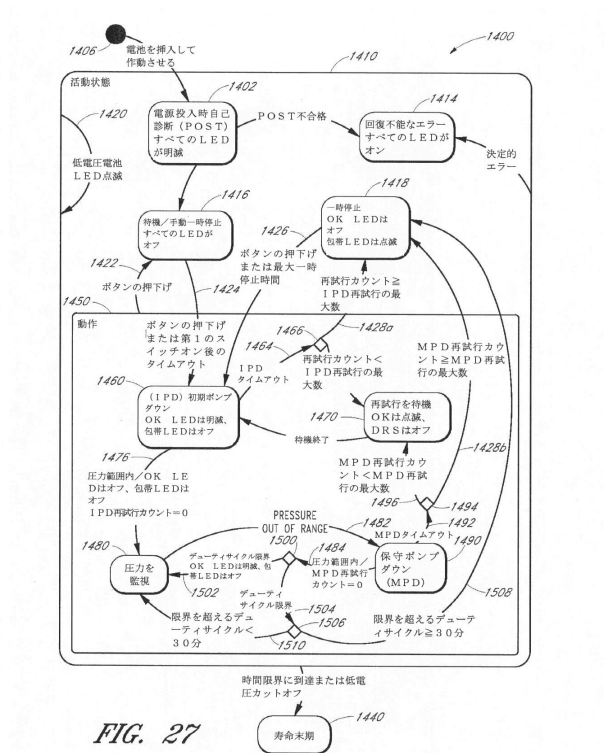 1400
1406
電池を挿入して
作動させる
1410
活動状態
1402
電源投入時自己
診断(POST)
すべてのLED
が明滅
POST不合格
1414
回復不能なエラー
すべてのLEDが
オン
1420
低電圧電池
LED点滅
決定的
エラー
1416
待機/手動一時停止
すべてのLEDが
オフ
1418
一時停止
OK LEDは
オフ
包帯LEDは点滅
1426
ボタンの押下げ
または最大一時
停止時間
1422
ボタンの押下げ
1424
再試行カウント≧
IPD再試行の最
大数
1450
動作
ボタンの押下げ
または第1のスイ
ッチオン後の
タイムアウト
1466
1428a
1464
IPD
タイムアウト
再試行カウント<
IPD再試行の最
大数
MPD再試行カウ
ント≧MPD再試
行の最大数
1460
(IPD)初期ポンプ
ダウン
OK LEDは明滅、
包帯LEDはオフ
1470
再試行を待機
OKは点滅、
DRSはオフ
待機終了
1428b
1476
圧力範囲内/OK LE
Dはオフ、包帯LEDは
オフ
IPD再試行カウント=0
MPD再試行カウ
ント<MPD再試
行の最大数
1496
1494
PRESSURE
OUT OF RANGE
1482
1492
MPDタイムアウト
1490
1480
圧力を
監視
1500
1484
デューティサイクル限界
OK LEDは明滅、包
帯LEDはオフ
1502
圧力範囲内/
MPD再試行
カウント=0
保守ポンプ
ダウン
(MPD)
1508
デューティ
サイクル限界
1504
1506
限界を超えるデュ
ーティサイクル<
30分
1510
限界を超えるデューテ
ィサイクル≧30分
時間限界に到達または低電
圧カットオフ
1440
寿命末期
FIG. 27